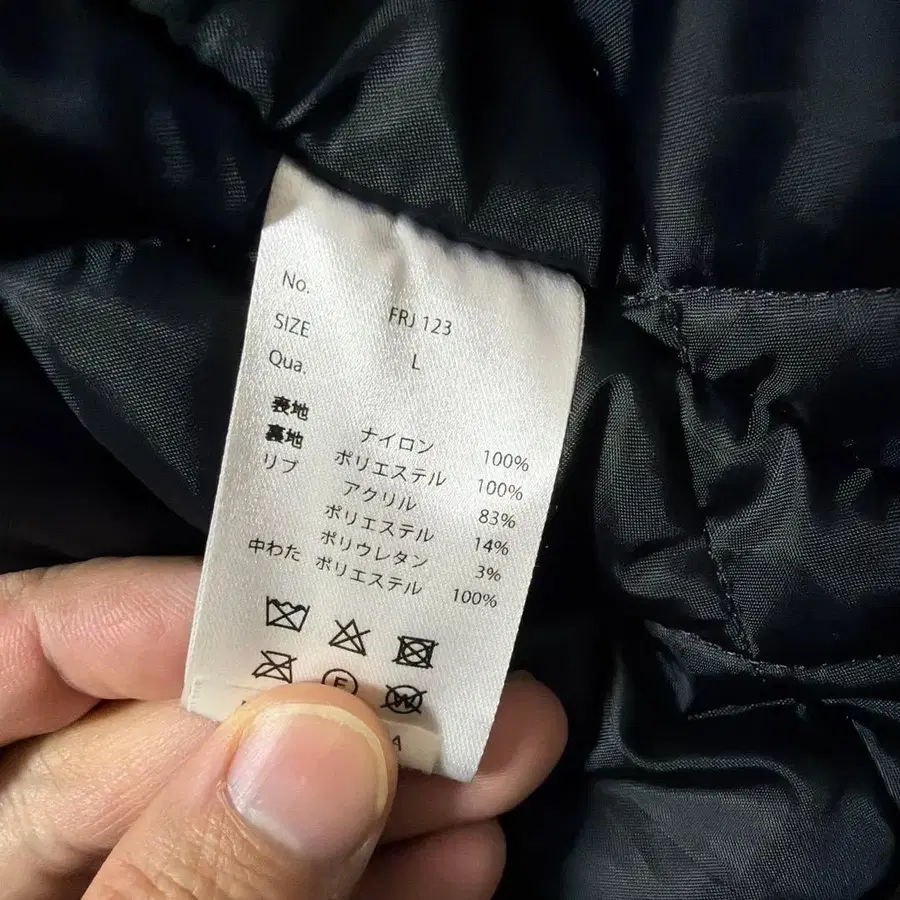 No. FRJ 123
SIZE L
Qua.
表地 ナイロン 100%
裏地 ポリエステル 100%
リブ アクリル 83%
ポリエステル 14%
ポリウレタン 3%
中わた ポリエステル 100%
F
W
A